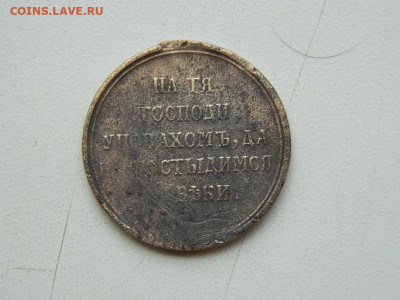 COINS.LAVE.RU
НА ТЯ
ГОСПОДИ
УПОВАХОМЪ, ДА
ПОСТЫДИМСЯ
ВѢКИ.